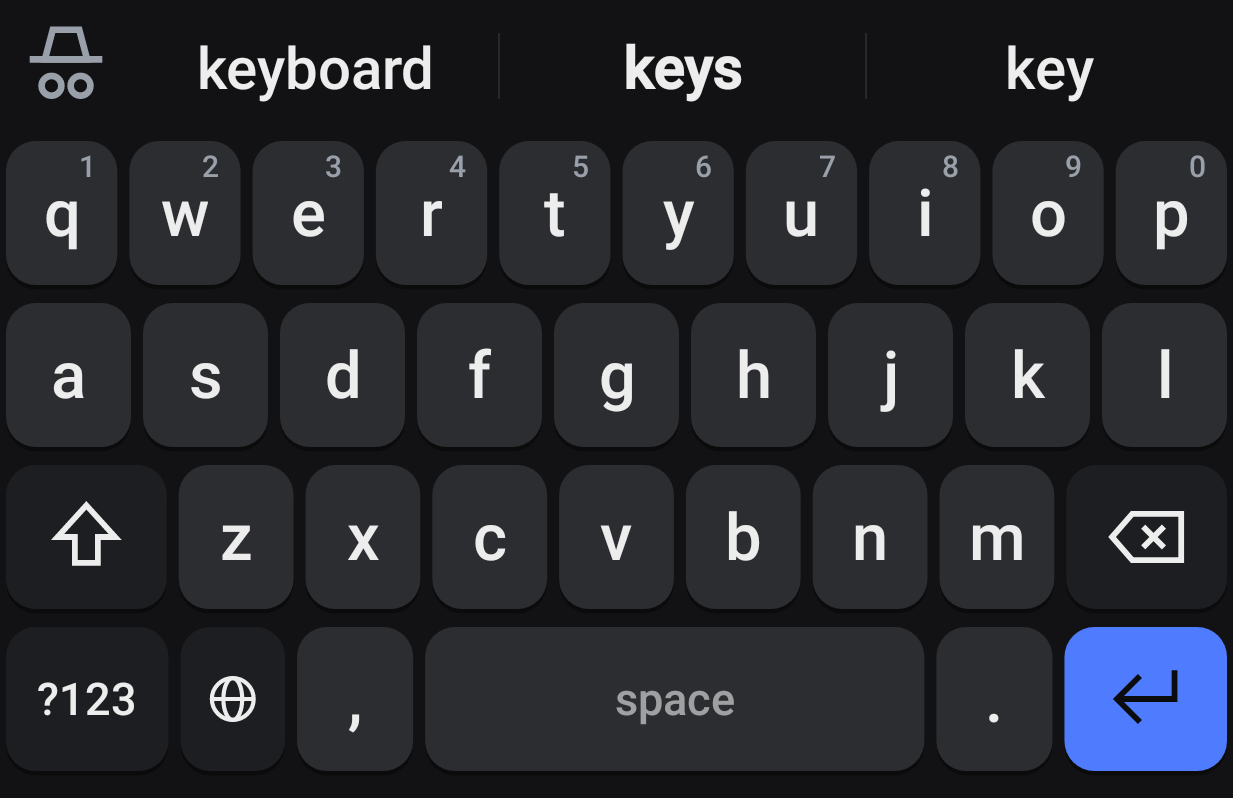 keyboard keys key
1 2 3 4 5 6 7 8 9 0
q w e r t y u i o p
a s d f g h j k l
z x c v b n m
?123 , space .